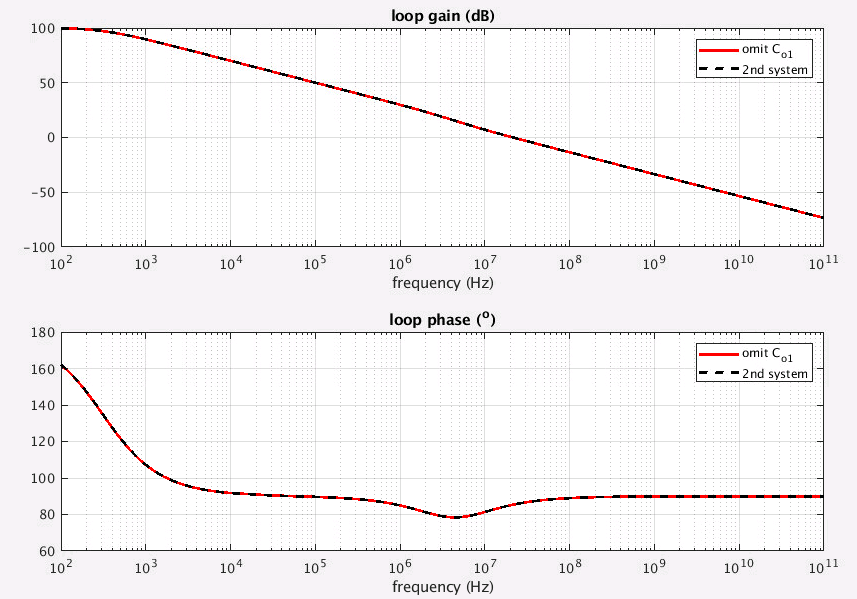 loop gain (dB)
100
50
0
−50
−100
omit C_o1
2nd system
10^2 10^3 10^4 10^5 10^6 10^7 10^8 10^9 10^10 10^11
frequency (Hz)
loop phase (^o)
180
160
140
120
100
80
60
omit C_o1
2nd system
10^2 10^3 10^4 10^5 10^6 10^7 10^8 10^9 10^10 10^11
frequency (Hz)